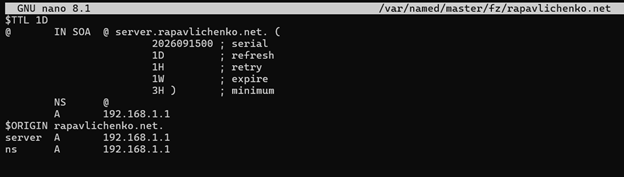 GNU nano 8.1 /var/named/master/fz/rapavlichenko.net
$TTL 1D
@ IN SOA @ server.rapavlichenko.net. (
2026091500 ; serial
1D ; refresh
1H ; retry
1W ; expire
3H ) ; minimum
NS @
A 192.168.1.1
$ORIGIN rapavlichenko.net.
server A 192.168.1.1
ns A 192.168.1.1